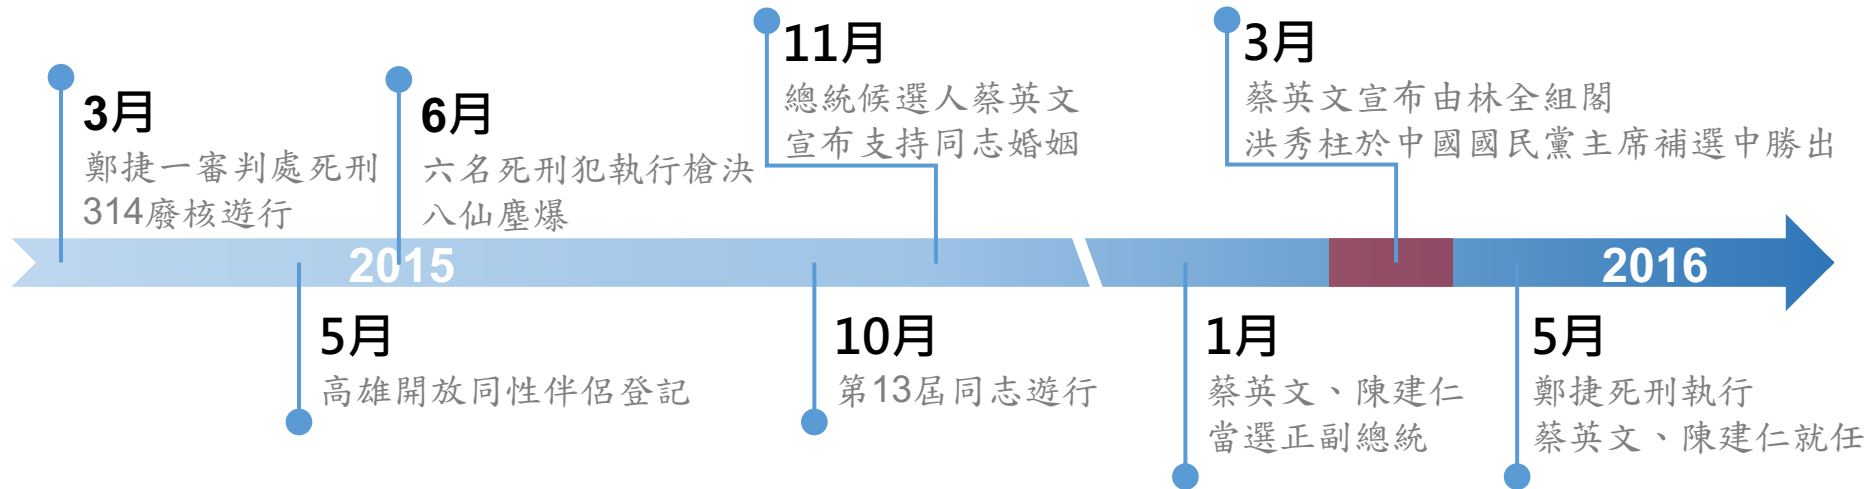 3月
鄭捷一審判處死刑
314廢核遊行
6月
六名死刑犯執行槍決
八仙塵爆
11月
總統候選人蔡英文
宣布支持同志婚姻
3月
蔡英文宣布由林全組閣
洪秀柱於中國國民黨主席補選中勝出
2015
2016
5月
高雄開放同性伴侶登記
10月
第13屆同志遊行
1月
蔡英文、陳建仁
當選正副總統
5月
鄭捷死刑執行
蔡英文、陳建仁就任